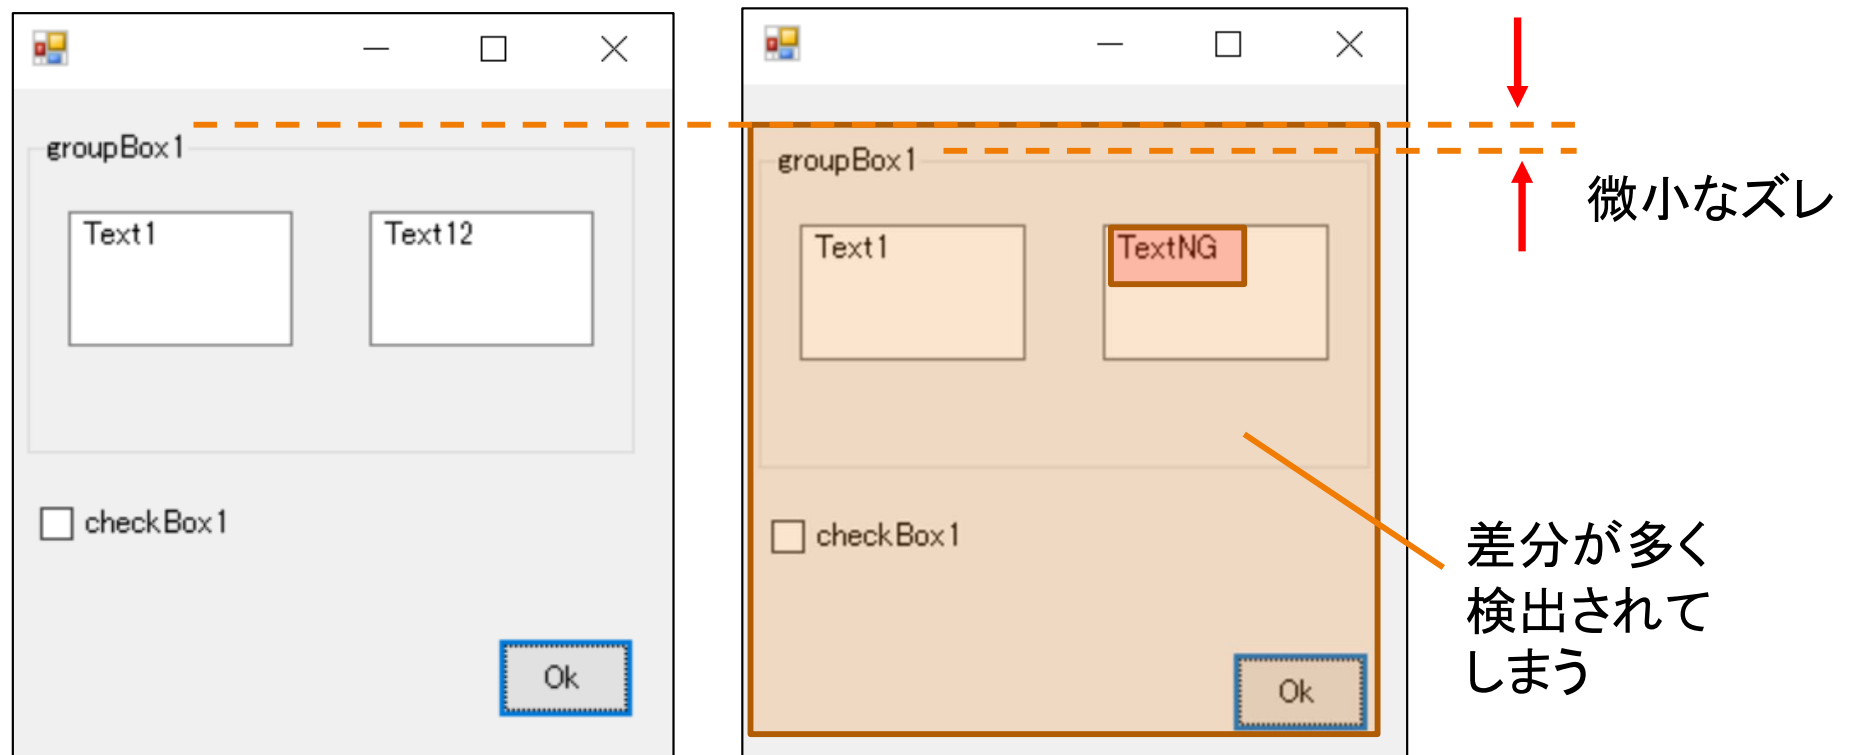 groupBox1
Text1
Text12
checkBox1
Ok
groupBox1
Text1
TextNG
checkBox1
Ok
微小なズレ
差分が多く
検出されて
しまう